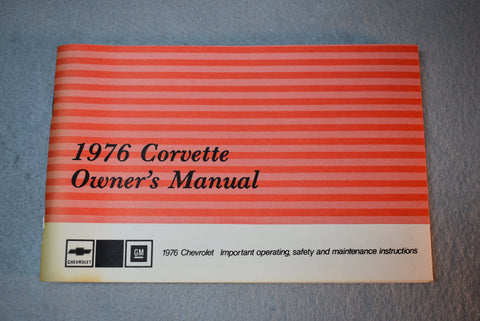 1976 Corvette
Owner's Manual
CHEVROLET
GM
1976 Chevrolet Important operating, safety and maintenance instructions